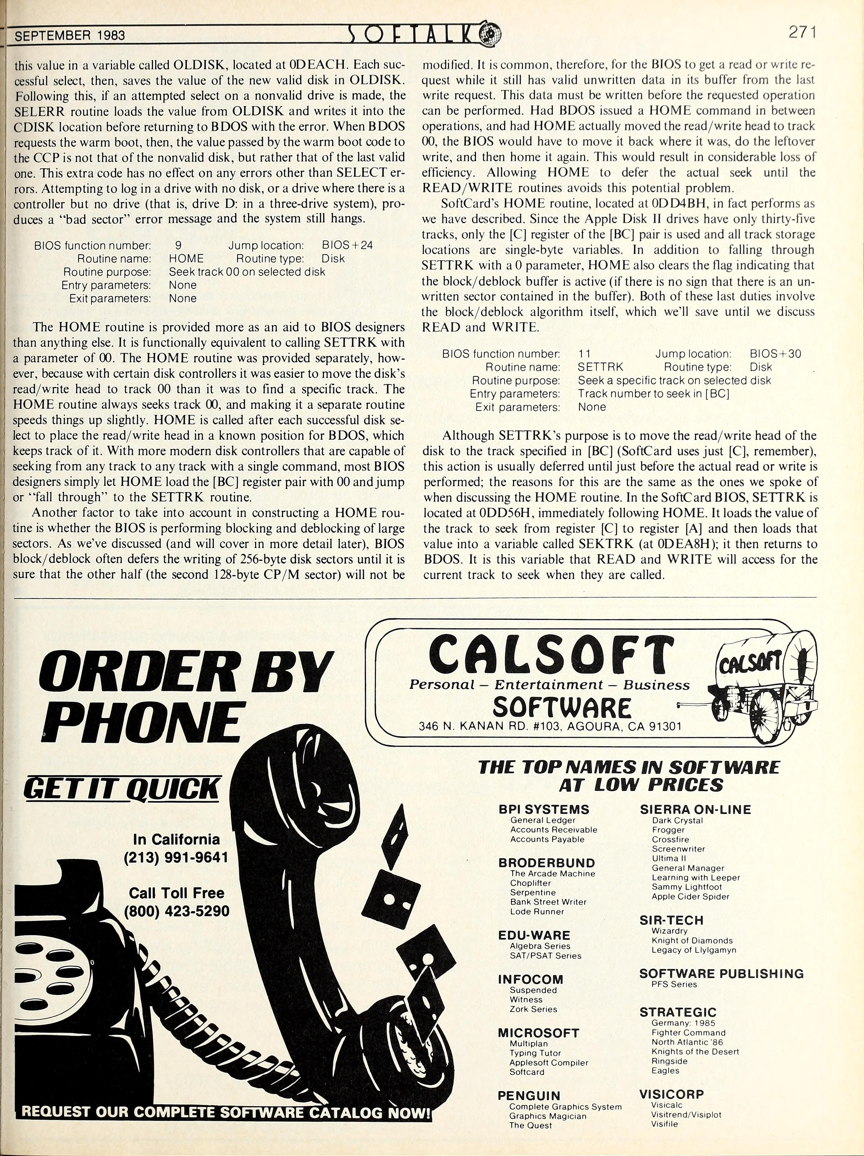 SEPTEMBER 1983
SOFTALK
271
this value in a variable called OLDISK, located at 0DEACH. Each suc-
cessful select, then, saves the value of the new valid disk in OLDISK.
Following this, if an attempted select on a nonvalid drive is made, the
SELERR routine loads the value from OLDISK and writes it into the
CDISK location before returning to BDOS with the error. When BDOS
requests the warm boot, then, the value passed by the warm boot code to
the CCP is not that of the nonvalid disk, but rather that of the last valid
one. This extra code has no effect on any errors other than SELECT er-
rors. Attempting to log in a drive with no disk, or a drive where there is a
controller but no drive (that is, drive D: in a three-drive system), pro-
duces a "bad sector" error message and the system still hangs.
BIOS function number: 9 Jump location: BIOS+24
Routine name: HOME Routine type: Disk
Routine purpose: Seek track 00 on selected disk
Entry parameters: None
Exit parameters: None
The HOME routine is provided more as an aid to BIOS designers
than anything else. It is functionally equivalent to calling SETTRK with
a parameter of 00. The HOME routine was provided separately, how-
ever, because with certain disk controllers it was easier to move the disk's
read/write head to track 00 than it was to find a specific track. The
HOME routine always seeks track 00, and making it a separate routine
speeds things up slightly. HOME is called after each successful disk se-
lect to place the read/write head in a known position for BDOS, which
keeps track of it. With more modern disk controllers that are capable of
seeking from any track to any track with a single command, most BIOS
designers simply let HOME load the [BC] register pair with 00 and jump
or "fall through" to the SETTRK routine.
Another factor to take into account in constructing a HOME rou-
tine is whether the BIOS is performing blocking and deblocking of large
sectors. As we've discussed (and will cover in more detail later), BIOS
block/deblock often defers the writing of 256-byte disk sectors until it is
sure that the other half (the second 128-byte CP/M sector) will not be
modified. It is common, therefore, for the BIOS to get a read or write re-
quest while it still has valid unwritten data in its buffer from the last
write request. This data must be written before the requested operation
can be performed. Had BDOS issued a HOME command in between
operations, and had HOME actually moved the read/write head to track
00, the BIOS would have to move it back where it was, do the leftover
write, and then home it again. This would result in considerable loss of
efficiency. Allowing HOME to defer the actual seek until the
READ/WRITE routines avoids this potential problem.
SoftCard's HOME routine, located at 0DD4BH, in fact performs as
we have described. Since the Apple Disk II drives have only thirty-five
tracks, only the [C] register of the [BC] pair is used and all track storage
locations are single-byte variables. In addition to falling through
SETTRK with a 0 parameter, HOME also clears the flag indicating that
the block/deblock buffer is active (if there is no sign that there is an un-
written sector contained in the buffer). Both of these last duties involve
the block/deblock algorithm itself, which we'll save until we discuss
READ and WRITE.
BIOS function number: 11 Jump location: BIOS+30
Routine name: SETTRK Routine type: Disk
Routine purpose: Seek a specific track on selected disk
Entry parameters: Track number to seek in [BC]
Exit parameters: None
Although SETTRK's purpose is to move the read/write head of the
disk to the track specified in [BC] (SoftCard uses just [C], remember),
this action is usually deferred until just before the actual read or write is
performed; the reasons for this are the same as the ones we spoke of
when discussing the HOME routine. In the SoftCard BIOS, SETTRK is
located at 0DD56H, immediately following HOME. It loads the value of
the track to seek from register [C] to register [A] and then loads that
value into a variable called SEKTRK (at 0DEA8H); it then returns to
BDOS. It is this variable that READ and WRITE will access for the
current track to seek when they are called.
ORDER BY
PHONE
GET IT QUICK
In California
(213) 991-9641
Call Toll Free
(800) 423-5290
REQUEST OUR COMPLETE SOFTWARE CATALOG NOW!
CALSOFT
Personal – Entertainment – Business
SOFTWARE
346 N. KANAN RD. #103, AGOURA, CA 91301
CALSOFT
THE TOP NAMES IN SOFTWARE
AT LOW PRICES
BPI SYSTEMS
General Ledger
Accounts Receivable
Accounts Payable
BRODERBUND
The Arcade Machine
Choplifter
Serpentine
Bank Street Writer
Lode Runner
EDU-WARE
Algebra Series
SAT/PSAT Series
INFOCOM
Suspended
Witness
Zork Series
MICROSOFT
Multiplan
Typing Tutor
Applesoft Compiler
Softcard
PENGUIN
Complete Graphics System
Graphics Magician
The Quest
SIERRA ON-LINE
Dark Crystal
Frogger
Crossfire
Screenwriter
Ultima II
General Manager
Learning with Leeper
Sammy Lightfoot
Apple Cider Spider
SIR-TECH
Wizardry
Knight of Diamonds
Legacy of Llylgamyn
SOFTWARE PUBLISHING
PFS Series
STRATEGIC
Germany: 1985
Fighter Command
North Atlantic '86
Knights of the Desert
Ringside
Eagles
VISICORP
Visicalc
Visitrend/Visiplot
Visifile